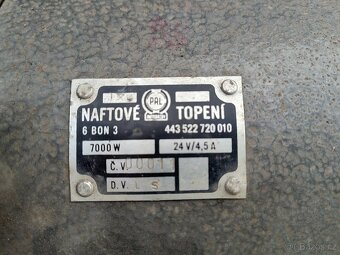 PAL
NAFTOVÉ TOPENÍ
6 BON 3 443 522 720 010
7000 W 24 V/4,5 A
Č.V.
D.V.